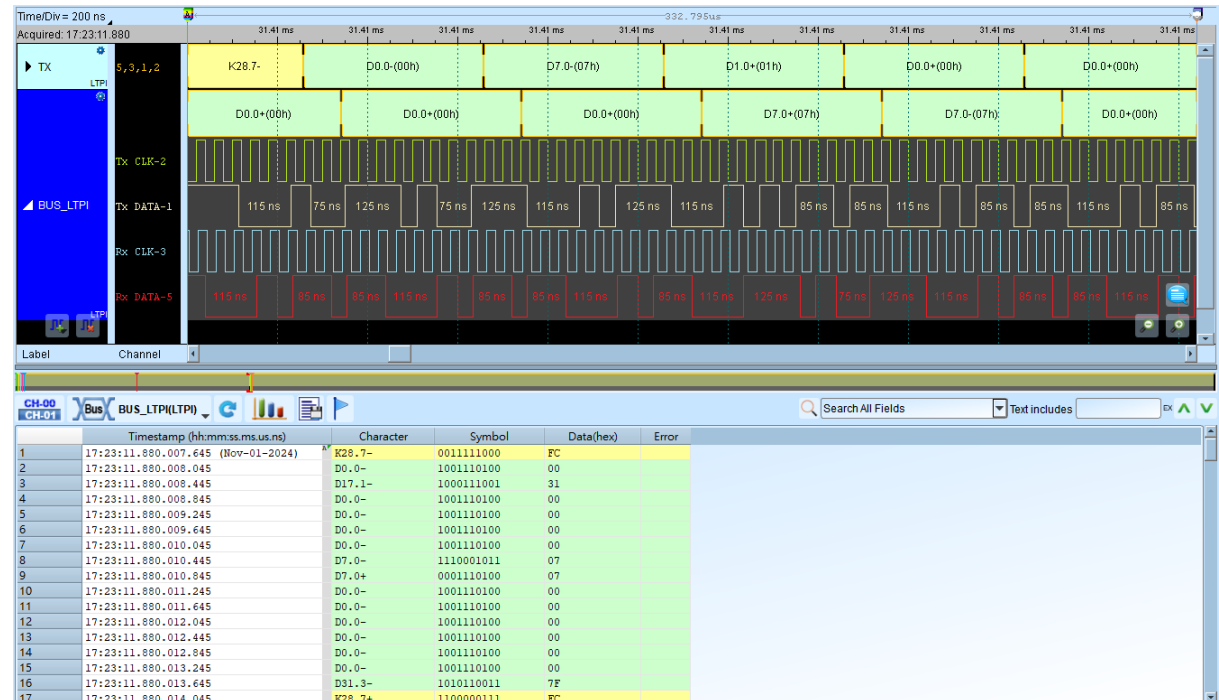 Time/Div = 200 ns
332.795us
Acquired: 17:23:11.880
31.41 ms 31.41 ms 31.41 ms 31.41 ms 31.41 ms 31.41 ms 31.41 ms 31.41 ms 31.41 ms 31.41 ms 31.41 ms
TX 5,3,1,2 K28.7- D0.0-(00h) D7.0-(07h) D1.0+(01h) D0.0+(00h) D0.0+(00h)
LTPI
D0.0+(00h) D0.0+(00h) D0.0+(00h) D7.0+(07h) D7.0-(07h) D0.0+(00h)
Tx CLK-2
BUS_LTPI Tx DATA-1 115 ns 75 ns 125 ns 75 ns 125 ns 115 ns 125 ns 115 ns 85 ns 85 ns 115 ns 85 ns 85 ns 115 ns 85 ns
Rx CLK-3
Rx DATA-5 115 ns 85 ns 85 ns 115 ns 85 ns 85 ns 115 ns 85 ns 115 ns 125 ns 75 ns 125 ns 115 ns 85 ns 85 ns 115 ns
LTPI
Label Channel
CH-00
CH-01
Bus BUS_LTPI(LTPI) Search All Fields Text includes EX
Timestamp (hh:mm:ss.ms.us.ns) Character Symbol Data(hex) Error
1 17:23:11.880.007.645 (Nov-01-2024) K28.7- 0011111000 FC
2 17:23:11.880.008.045 D0.0- 1001110100 00
3 17:23:11.880.008.445 D17.1- 1000111001 31
4 17:23:11.880.008.845 D0.0- 1001110100 00
5 17:23:11.880.009.245 D0.0- 1001110100 00
6 17:23:11.880.009.645 D0.0- 1001110100 00
7 17:23:11.880.010.045 D0.0- 1001110100 00
8 17:23:11.880.010.445 D7.0- 1110001011 07
9 17:23:11.880.010.845 D7.0+ 0001110100 07
10 17:23:11.880.011.245 D0.0- 1001110100 00
11 17:23:11.880.011.645 D0.0- 1001110100 00
12 17:23:11.880.012.045 D0.0- 1001110100 00
13 17:23:11.880.012.445 D0.0- 1001110100 00
14 17:23:11.880.012.845 D0.0- 1001110100 00
15 17:23:11.880.013.245 D0.0- 1001110100 00
16 17:23:11.880.013.645 D31.3- 1010110011 7F
17 17:23:11.880.014.045 K28.7+ 1100000111 FC